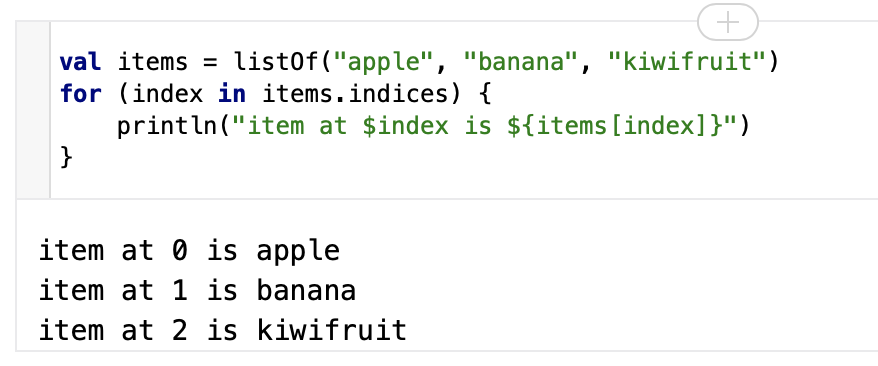 val items = listOf("apple", "banana", "kiwifruit")
for (index in items.indices) {
    println("item at $index is ${items[index]}")
}
item at 0 is apple
item at 1 is banana
item at 2 is kiwifruit